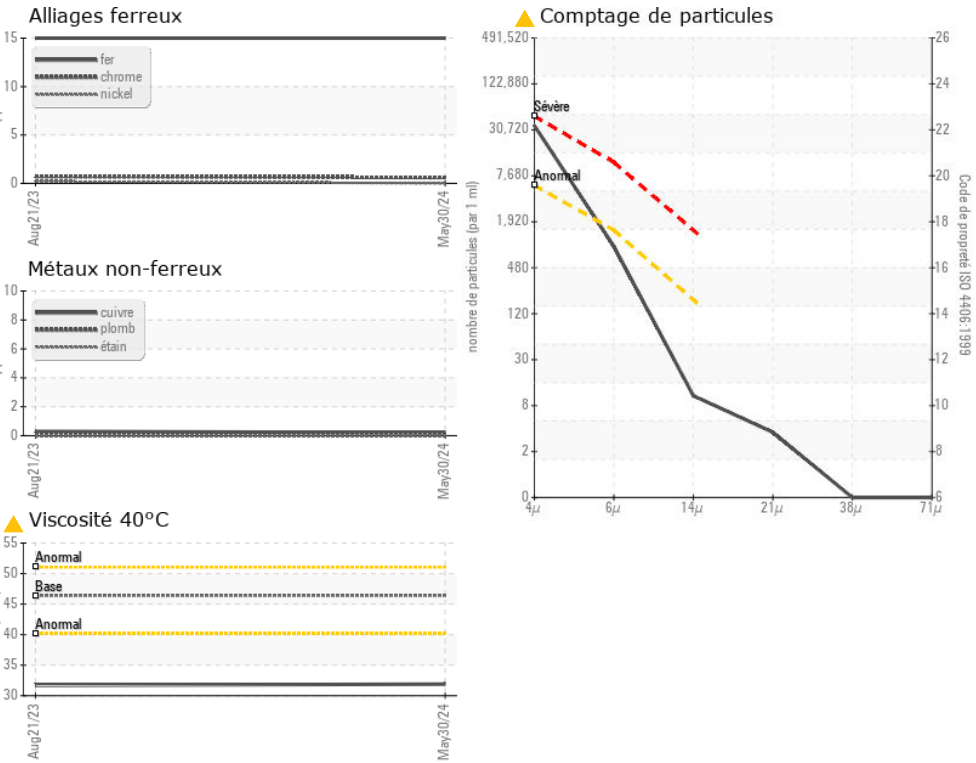 Alliages ferreux
15
10
5
0
fer
chrome
nickel
Aug21/23
May30/24
Métaux non-ferreux
10
8
6
4
2
0
cuivre
plomb
étain
Aug21/23
May30/24
Viscosité 40°C
55
50
45
40
35
30
Anormal
Base
Anormal
Aug21/23
May30/24
Comptage de particules
491,520
122,880
30,720
7,680
1,920
480
120
30
8
2
0
nombre de particules (par 1 ml)
Sévère
Anormal
26
24
22
20
18
16
14
12
10
8
6
Code de propreté ISO 4406:1999
4µ
6µ
14µ
21µ
38µ
71µ